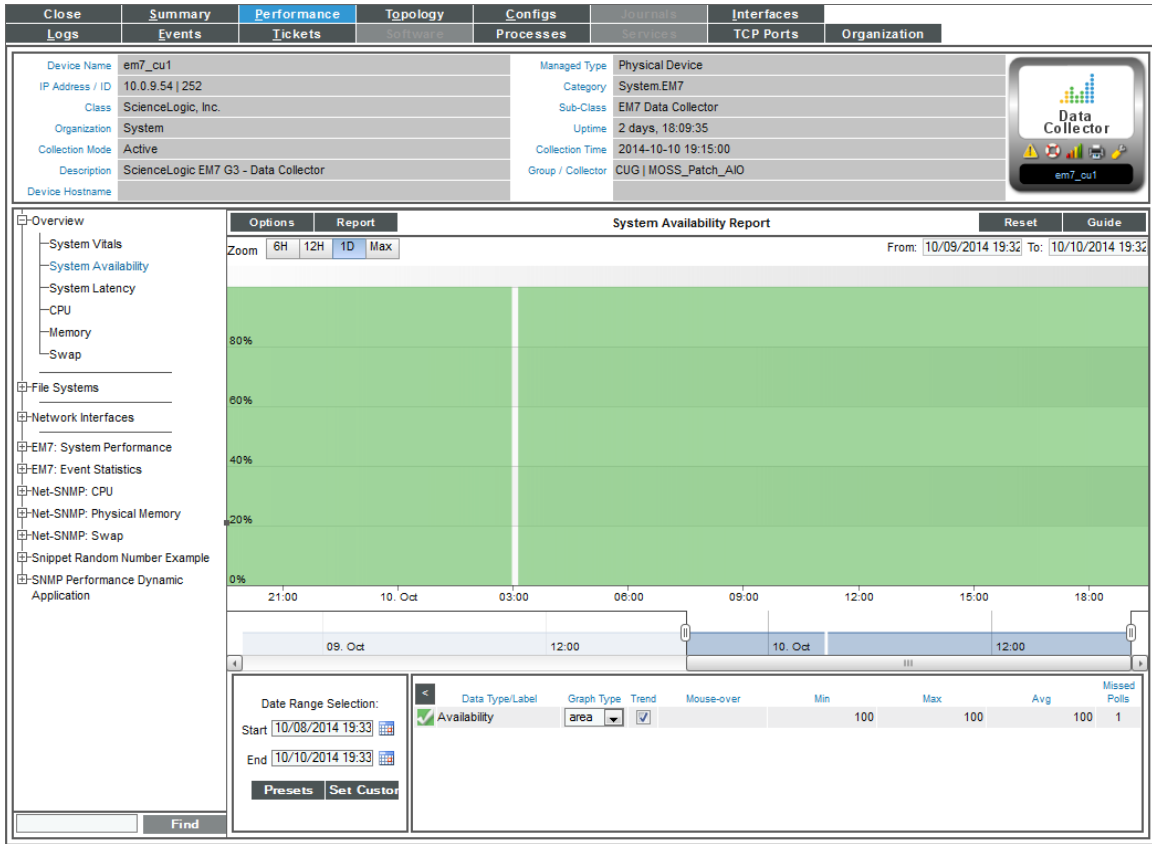 Close Summary Performance Topology Configs Journals Interfaces
Logs Events Tickets Software Processes Services TCP Ports Organization
Device Name em7_cu1 Managed Type Physical Device
IP Address / ID 10.0.9.54 | 252 Category System.EM7
Class ScienceLogic, Inc. Sub-Class EM7 Data Collector
Organization System Uptime 2 days, 18:09:35
Collection Mode Active Collection Time 2014-10-10 19:15:00
Description ScienceLogic EM7 G3 - Data Collector Group / Collector CUG | MOSS_Patch_AIO
Device Hostname
Data
Collector
em7_cu1
Overview
System Vitals
System Availability
System Latency
CPU
Memory
Swap
File Systems
Network Interfaces
EM7: System Performance
EM7: Event Statistics
Net-SNMP: CPU
Net-SNMP: Physical Memory
Net-SNMP: Swap
Snippet Random Number Example
SNMP Performance Dynamic
Application
Find
Options Report System Availability Report Reset Guide
Zoom 6H 12H 1D Max From: 10/09/2014 19:32 To: 10/10/2014 19:32
80%
60%
40%
20%
0%
21:00 10. Oct 03:00 06:00 09:00 12:00 15:00 18:00
09. Oct 12:00 10. Oct 12:00
Date Range Selection:
Start 10/08/2014 19:33
End 10/10/2014 19:33
Presets Set Custor
< Data Type/Label Graph Type Trend Mouse-over Min Max Avg Missed Polls
Availability area 100 100 100 1